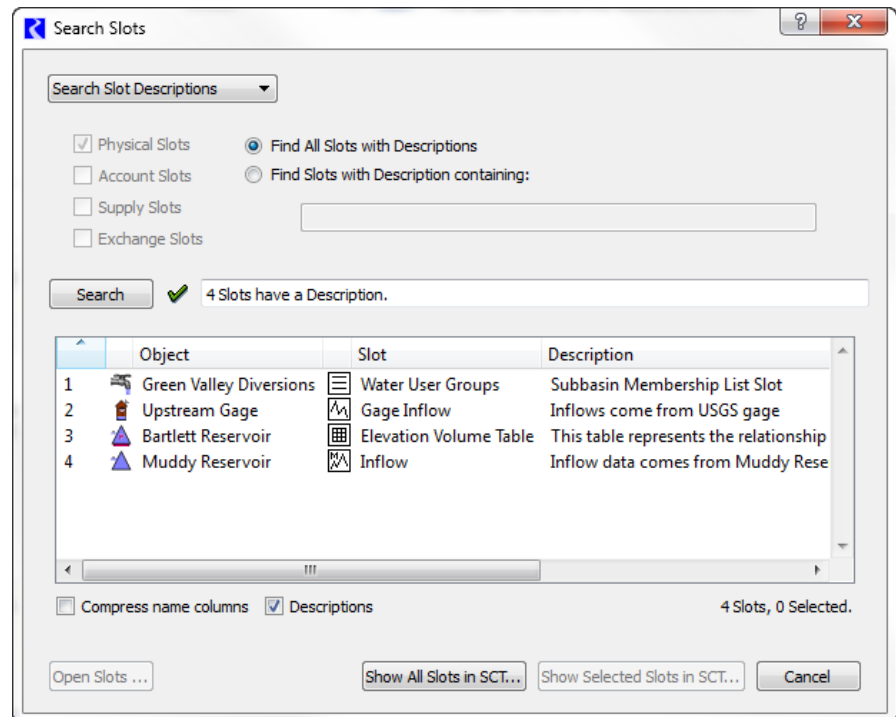 Search Slots
Search Slot Descriptions
Physical Slots
Account Slots
Supply Slots
Exchange Slots
Find All Slots with Descriptions
Find Slots with Description containing:
Search 4 Slots have a Description.
Object Slot Description
1 Green Valley Diversions Water User Groups Subbasin Membership List Slot
2 Upstream Gage Gage Inflow Inflows come from USGS gage
3 Bartlett Reservoir Elevation Volume Table This table represents the relationship
4 Muddy Reservoir Inflow Inflow data comes from Muddy Rese
Compress name columns Descriptions 4 Slots, 0 Selected.
Open Slots ... Show All Slots in SCT... Show Selected Slots in SCT... Cancel